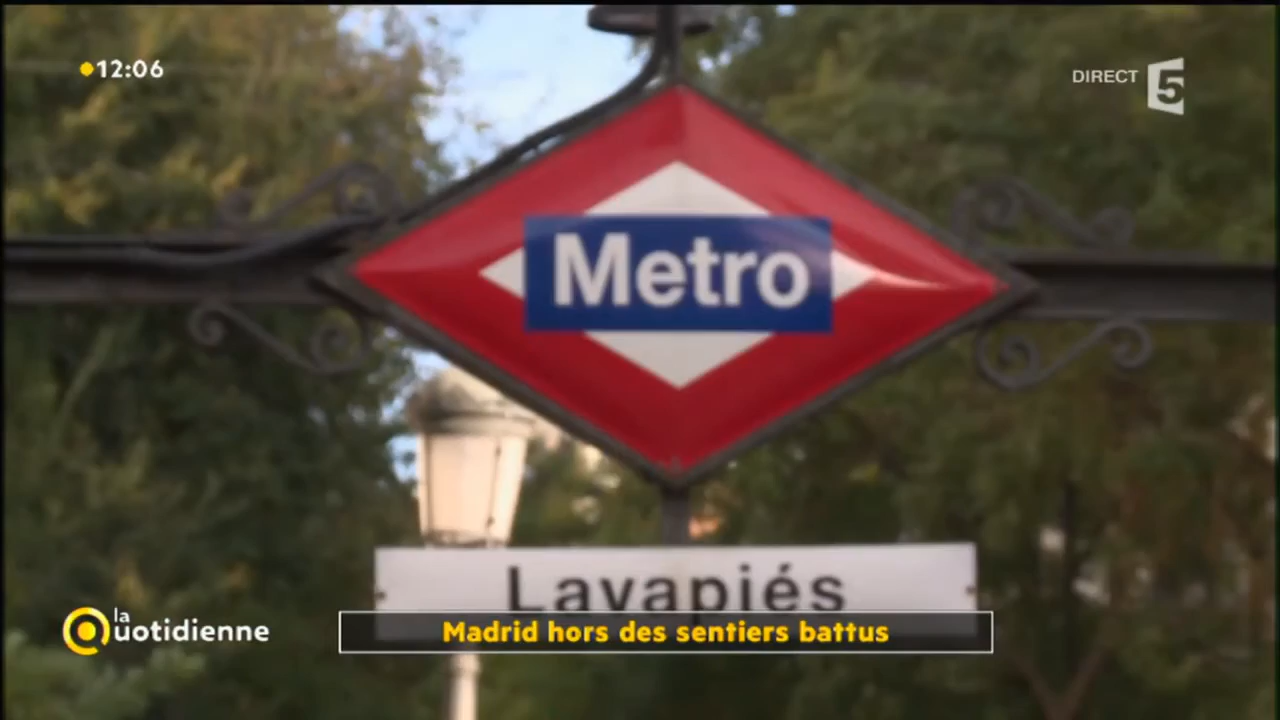 12:06
DIRECT 5
Metro
Lavapiés
la Quotidienne
Madrid hors des sentiers battus